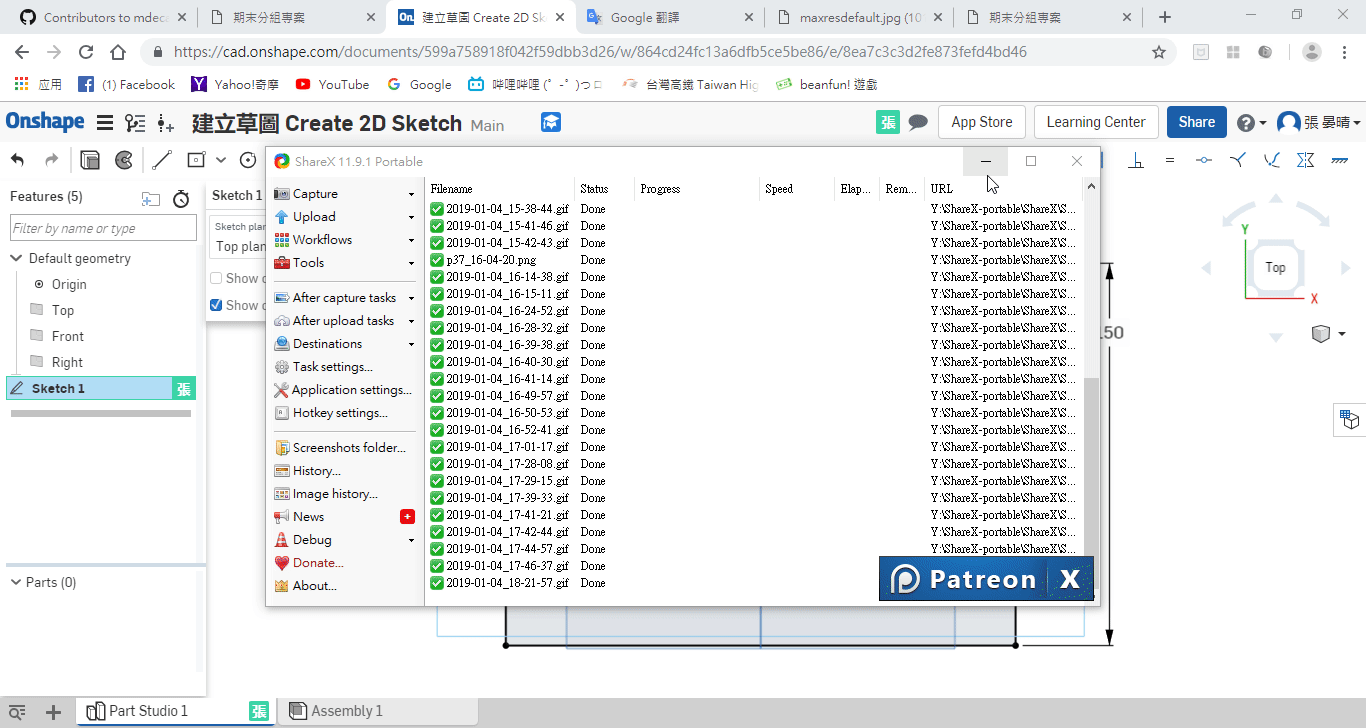 Contributors to mdeca
期末分組專案
建立草圖 Create 2D Sk
Google 翻譯
maxresdefault.jpg (10
期末分組專案
https://cad.onshape.com/documents/599a758918f042f59dbb3d26/w/864cd24fc13a6dfb5ce5be86/e/8ea7c3c3d2fe873fefd4bd46
应用
(1) Facebook
Yahoo!奇摩
YouTube
Google
哔哩哔哩 (゜-゜)つロ
台灣高鐵 Taiwan Hig
beanfun! 遊戲
Onshape
建立草圖 Create 2D Sketch Main
張
App Store
Learning Center
Share
張 晏晴
Features (5)
Filter by name or type
Default geometry
Origin
Top
Front
Right
Sketch 1
張
Parts (0)
Sketch 1
Sketch plan
Top plan
Show c
Show c
ShareX 11.9.1 Portable
Capture
Upload
Workflows
Tools
After capture tasks
After upload tasks
Destinations
Task settings...
Application settings...
Hotkey settings...
Screenshots folder...
History...
Image history...
News
Debug
Donate...
About...
Filename Status Progress Speed Elap... Rem... URL
2019-01-04_15-38-44.gif Done Y:\ShareX-portable\ShareX\S...
2019-01-04_15-41-46.gif Done Y:\ShareX-portable\ShareX\S...
2019-01-04_15-42-43.gif Done Y:\ShareX-portable\ShareX\S...
p37_16-04-20.png Done Y:\ShareX-portable\ShareX\S...
2019-01-04_16-14-38.gif Done Y:\ShareX-portable\ShareX\S...
2019-01-04_16-15-11.gif Done Y:\ShareX-portable\ShareX\S...
2019-01-04_16-24-52.gif Done Y:\ShareX-portable\ShareX\S...
2019-01-04_16-28-32.gif Done Y:\ShareX-portable\ShareX\S...
2019-01-04_16-39-38.gif Done Y:\ShareX-portable\ShareX\S...
2019-01-04_16-40-30.gif Done Y:\ShareX-portable\ShareX\S...
2019-01-04_16-41-14.gif Done Y:\ShareX-portable\ShareX\S...
2019-01-04_16-49-57.gif Done Y:\ShareX-portable\ShareX\S...
2019-01-04_16-50-53.gif Done Y:\ShareX-portable\ShareX\S...
2019-01-04_16-52-41.gif Done Y:\ShareX-portable\ShareX\S...
2019-01-04_17-01-17.gif Done Y:\ShareX-portable\ShareX\S...
2019-01-04_17-28-08.gif Done Y:\ShareX-portable\ShareX\S...
2019-01-04_17-29-15.gif Done Y:\ShareX-portable\ShareX\S...
2019-01-04_17-39-33.gif Done Y:\ShareX-portable\ShareX\S...
2019-01-04_17-41-21.gif Done Y:\ShareX-portable\ShareX\S...
2019-01-04_17-42-44.gif Done Y:\ShareX-portable\ShareX\S...
2019-01-04_17-44-57.gif Done Y:\ShareX-portable\ShareX\S...
2019-01-04_17-46-37.gif Done
2019-01-04_18-21-57.gif Done
Patreon X
Y
Top
X
.50
Part Studio 1
張
Assembly 1